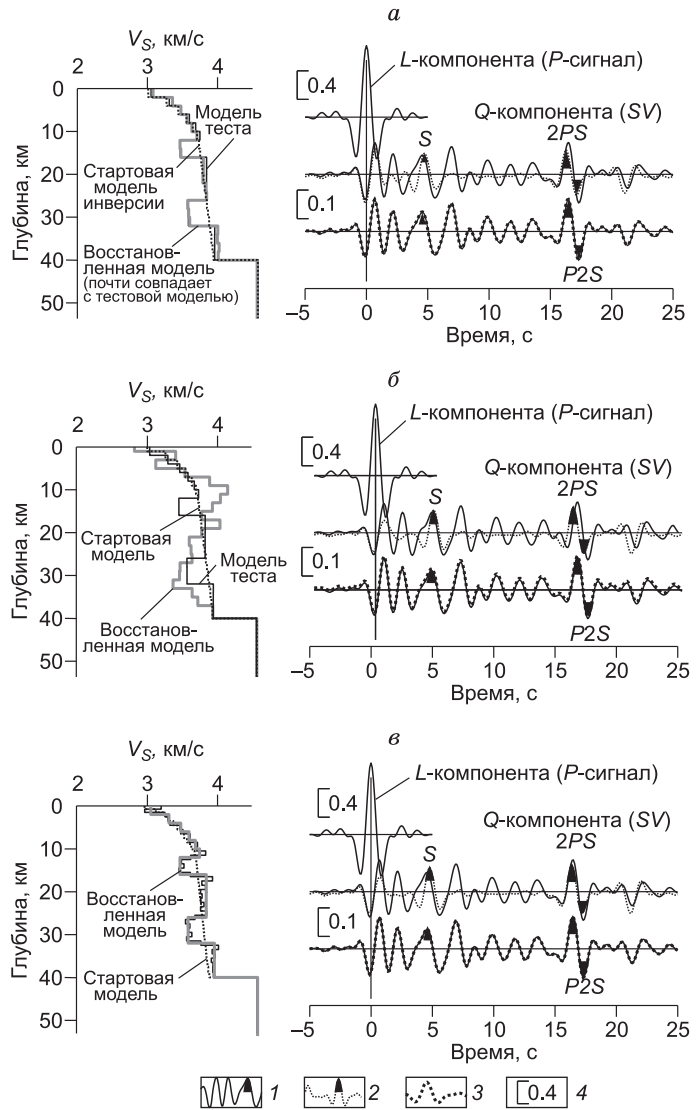 а
V_S, км/с
2 3 4
0
10
20
30
40
50
Глубина, км
Модель
теста
Стартовая
модель
инверсии
Восстанов-
ленная модель
(почти совпадает
с тестовой моделью)
0.4
L-компонента (P-сигнал)
Q-компонента (SV)
S
2PS
0.1
P2S
–5 0 5 10 15 20 25
Время, с
б
V_S, км/с
2 3 4
0
10
20
30
40
50
Глубина, км
Стартовая
модель
Модель
теста
Восстанов-
ленная модель
0.4
L-компонента (P-сигнал)
Q-компонента (SV)
S
2PS
0.1
P2S
–5 0 5 10 15 20 25
Время, с
в
V_S, км/с
2 3 4
0
10
20
30
40
50
Глубина, км
Восстанов-
ленная
модель
Стартовая
модель
0.4
L-компонента (P-сигнал)
Q-компонента (SV)
S
2PS
0.1
P2S
–5 0 5 10 15 20 25
Время, с
1 2 3 0.4 4